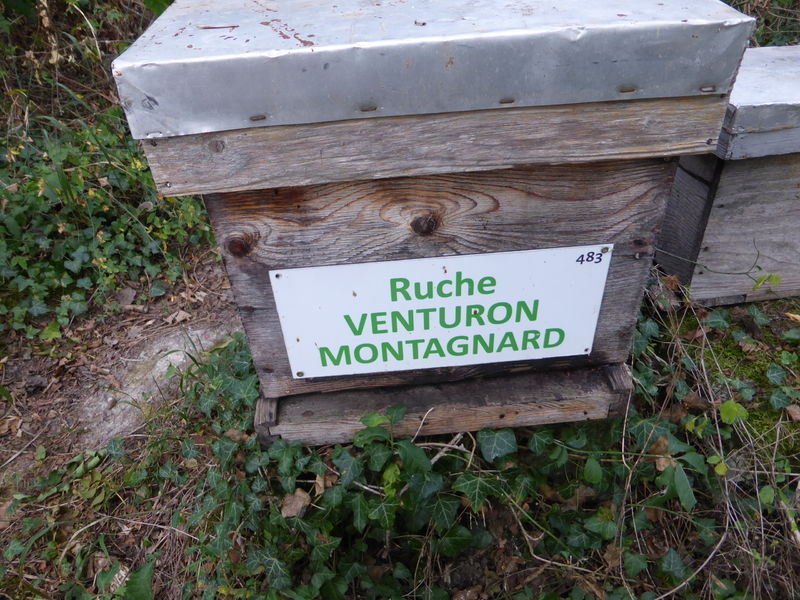 483
Ruche
VENTURON
MONTAGNARD